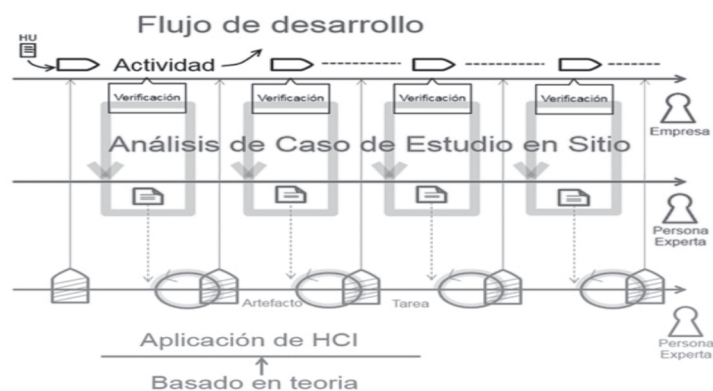 Flujo de desarrollo
HU
Actividad
Verificación
Verificación
Verificación
Verificación
Empresa
Análisis de Caso de Estudio en Sitio
Persona
Experta
Artefacto
Tarea
Persona
Experta
Aplicación de HCI
Basado en teoria